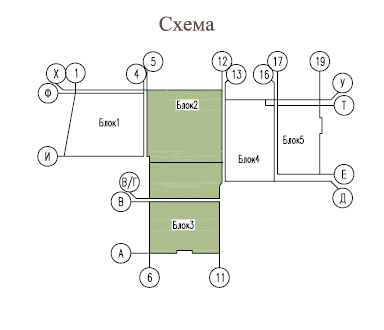 Схема
5 12 17 19
Х 1 4 13 16 У
Ф Т
Блок2
Блок1
Блок5
И Блок4
Е
В/Г
В Д
Блок3
А
6 11